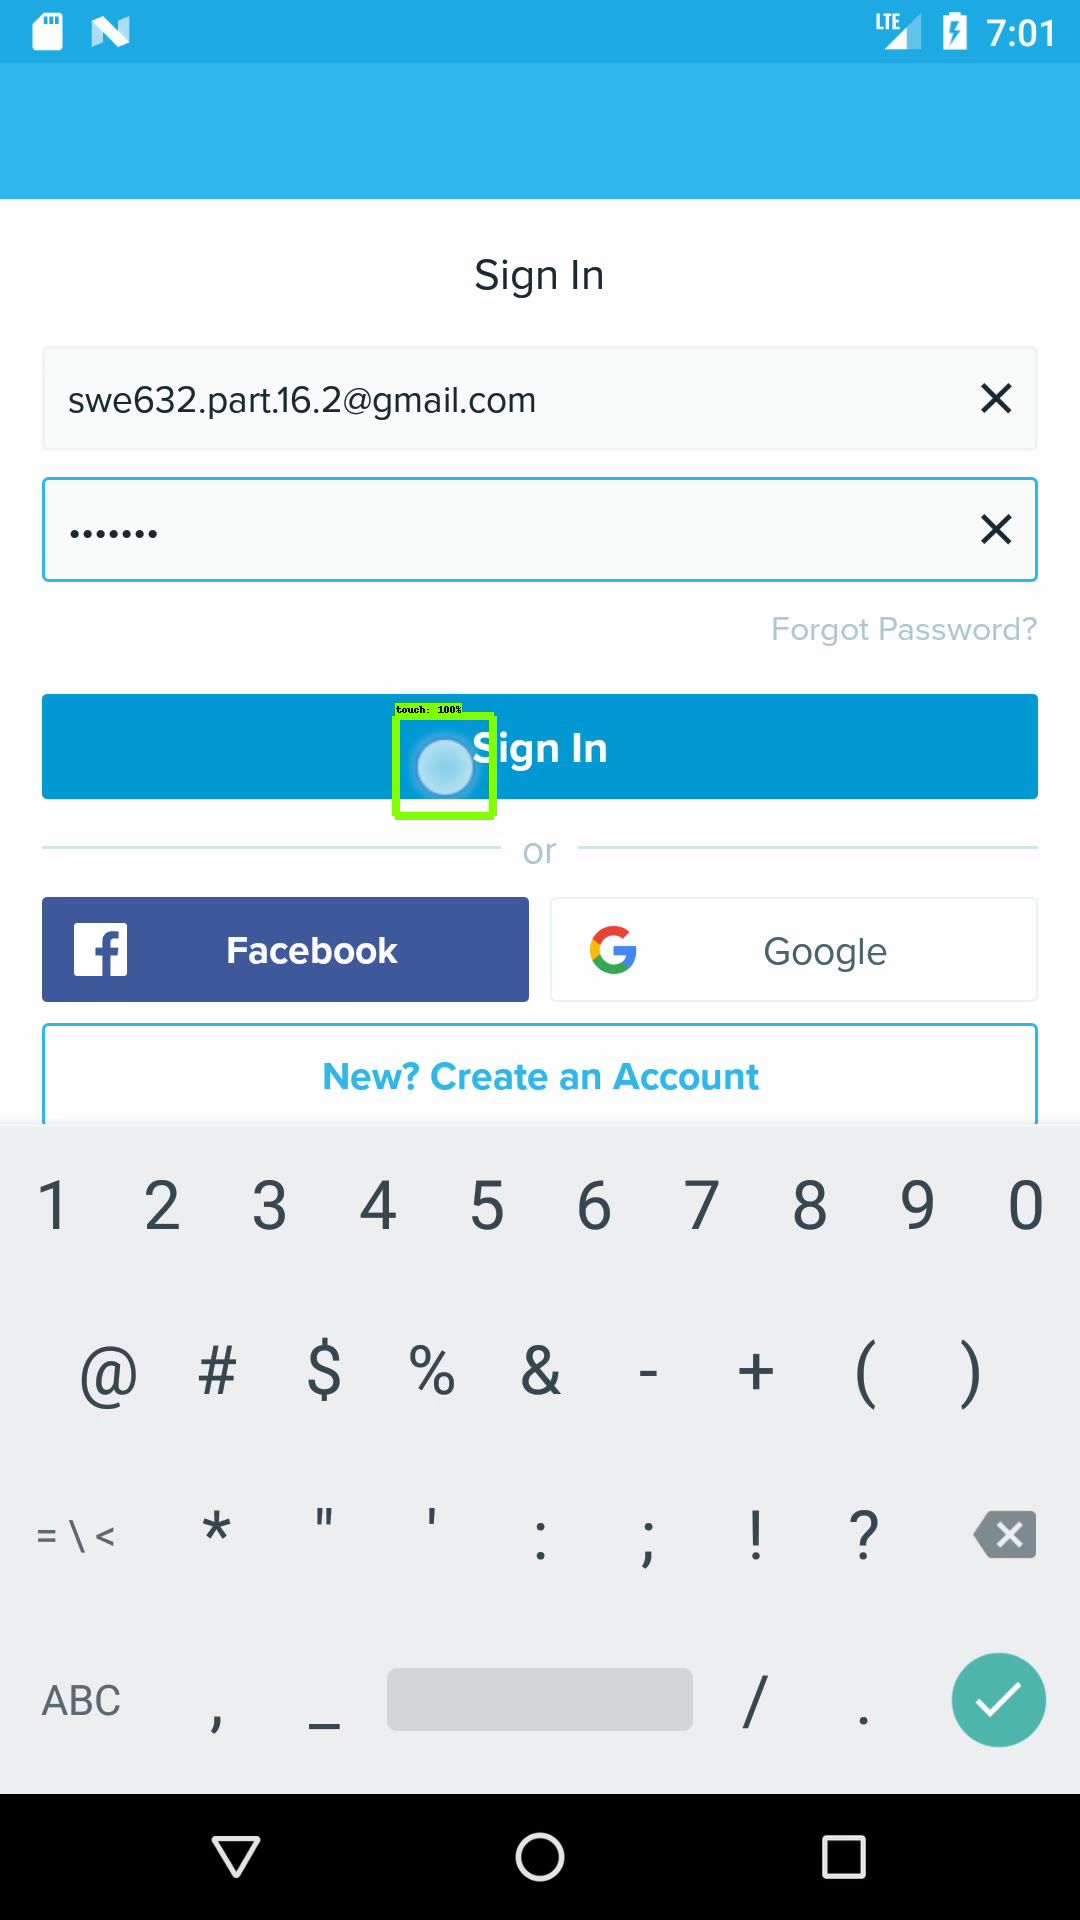 LTE 7:01
Sign In
swe632.part.16.2@gmail.com
•••••••
Forgot Password?
touch: 100%
Sign In
or
Facebook
Google
New? Create an Account
1 2 3 4 5 6 7 8 9 0
@ # $ % & - + ( )
= \ < * " ' : ; ! ?
ABC , _ / .